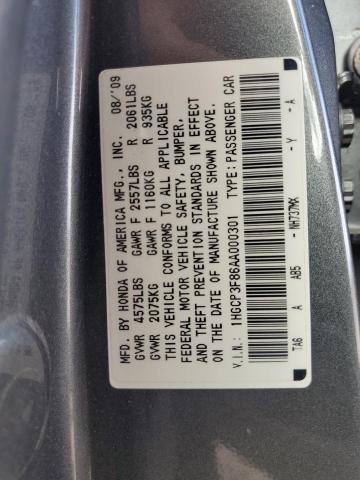 MFD. BY HONDA OF AMERICA MFG., INC. 08/'09
GVWR 4575LBS GAWR F 2557LBS R 2061LBS
GVWR 2075KG GAWR F 1160KG R 935KG
THIS VEHICLE CONFORMS TO ALL APPLICABLE
FEDERAL MOTOR VEHICLE SAFETY, BUMPER,
AND THEFT PREVENTION STANDARDS IN EFFECT
ON THE DATE OF MANUFACTURE SHOWN ABOVE.
V.I.N.: 1HGCP3F86AA000301 TYPE:PASSENGER CAR
TA6 A AB5 - NH737MX - Y - A